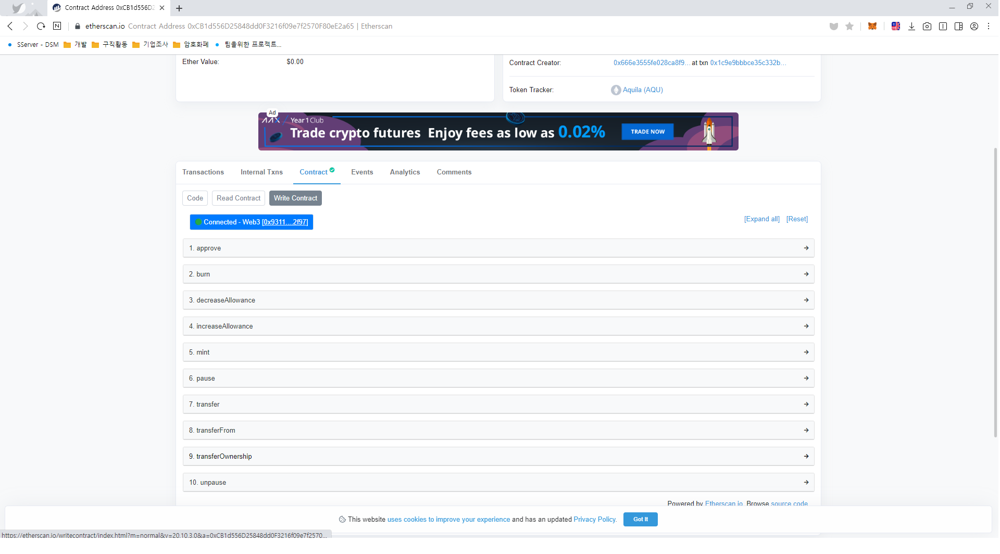 Contract Address 0xCB1d556D2
etherscan.io Contract Address 0xCB1d556D25848dd0F3216f09e7f2570F80eE2a65 | Etherscan
SServer - DSM 개발 구직활동 기업조사 암호화폐 팀을위한 프로젝트...
Ether Value: $0.00
Contract Creator: 0x666e3555fe028ca8f9... at txn 0x1c9e9bbbce35c332b...
Token Tracker: Aquila (AQU)
Ad
AAX Year 1 Club
Trade crypto futures Enjoy fees as low as 0.02% TRADE NOW
Transactions Internal Txns Contract Events Analytics Comments
Code Read Contract Write Contract
Connected - Web3 [0x9311....2f97] [Expand all] [Reset]
1. approve
2. burn
3. decreaseAllowance
4. increaseAllowance
5. mint
6. pause
7. transfer
8. transferFrom
9. transferOwnership
10. unpause
Powered by Etherscan.io. Browse source code
This website uses cookies to improve your experience and has an updated Privacy Policy. Got It
https://etherscan.io/writecontract/index.html?m=normal&v=20.10.3.0&a=0xCB1d556D25848dd0F3216f09e7f2570...